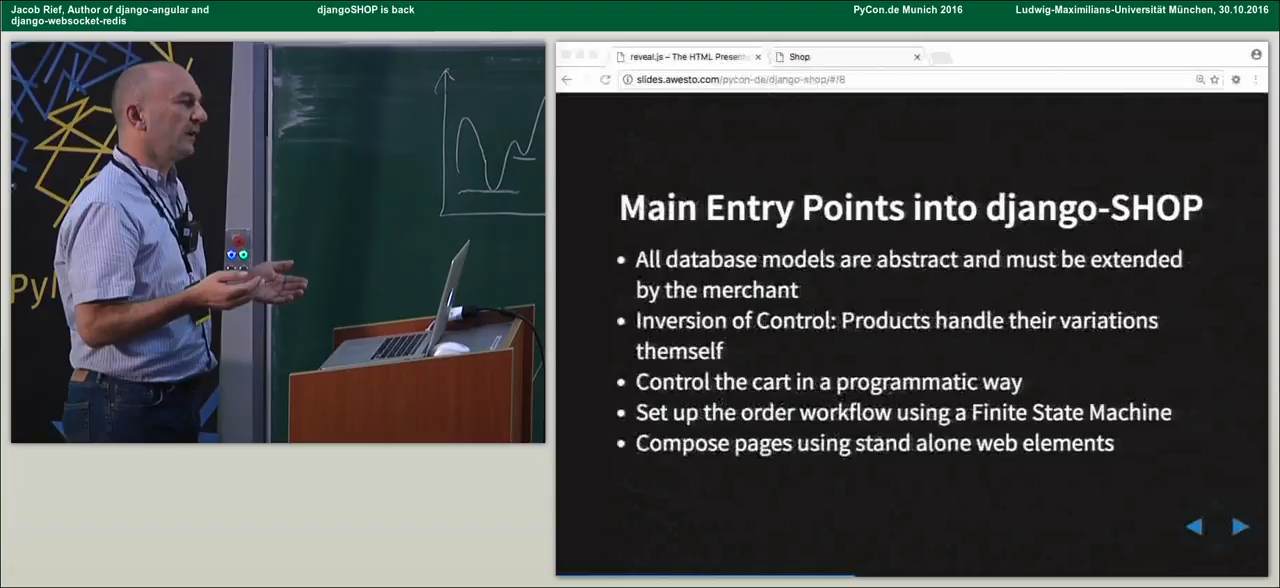 Jacob Rief, Author of django-angular and
django-websocket-redis
djangoSHOP is back
PyCon.de Munich 2016
Ludwig-Maximilians-Universität München, 30.10.2016
reveal.js – The HTML Present
Shop
slides.awesto.com/pycon-de/django-shop/#/8
Main Entry Points into django-SHOP
• All database models are abstract and must be extended
by the merchant
• Inversion of Control: Products handle their variations
themself
• Control the cart in a programmatic way
• Set up the order workflow using a Finite State Machine
• Compose pages using stand alone web elements